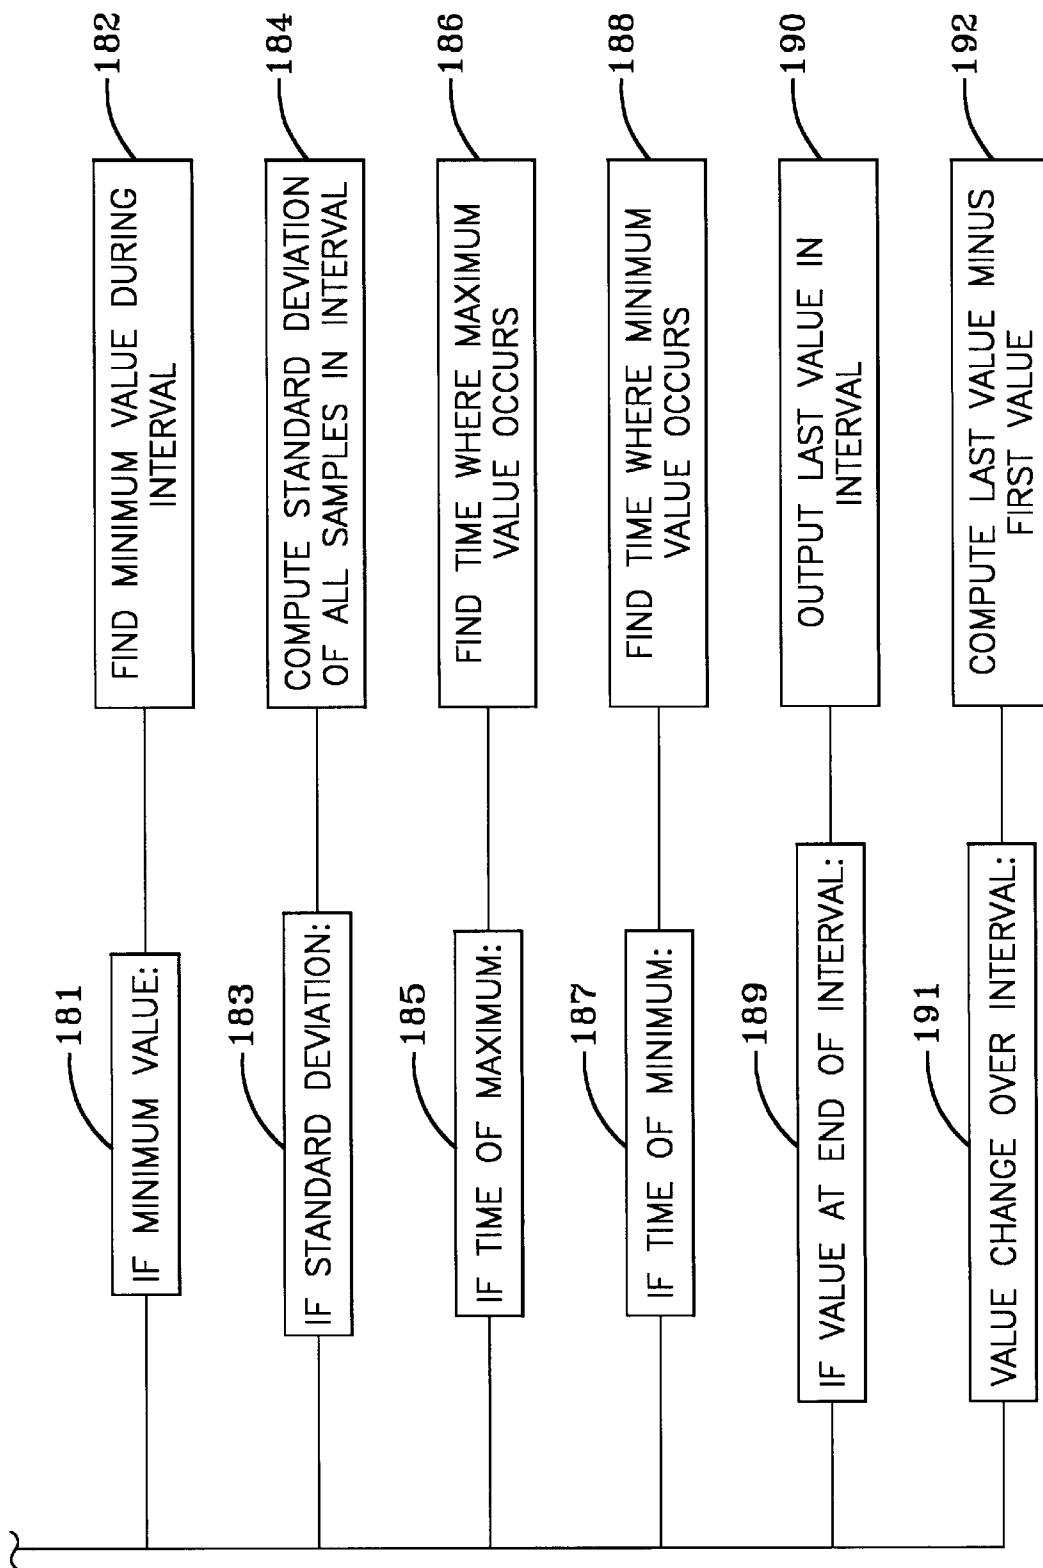 181
IF MINIMUM VALUE:
182
FIND MINIMUM VALUE DURING
INTERVAL
183
IF STANDARD DEVIATION:
184
COMPUTE STANDARD DEVIATION
OF ALL SAMPLES IN INTERVAL
185
IF TIME OF MAXIMUM:
186
FIND TIME WHERE MAXIMUM
VALUE OCCURS
187
IF TIME OF MINIMUM:
188
FIND TIME WHERE MINIMUM
VALUE OCCURS
189
IF VALUE AT END OF INTERVAL:
190
OUTPUT LAST VALUE IN
INTERVAL
191
VALUE CHANGE OVER INTERVAL:
192
COMPUTE LAST VALUE MINUS
FIRST VALUE